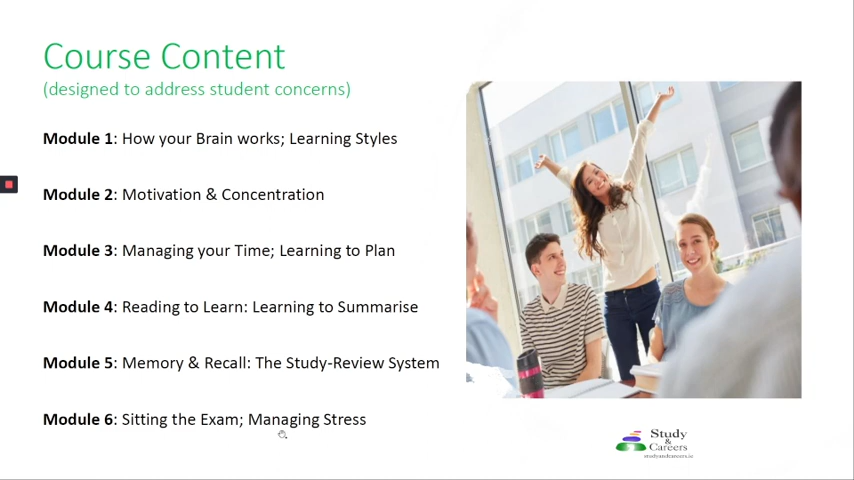 Course Content
(designed to address student concerns)
Module 1: How your Brain works; Learning Styles
Module 2: Motivation & Concentration
Module 3: Managing your Time; Learning to Plan
Module 4: Reading to Learn: Learning to Summarise
Module 5: Memory & Recall: The Study-Review System
Module 6: Sitting the Exam; Managing Stress
Study
&
Careers
studyandcareers.ie